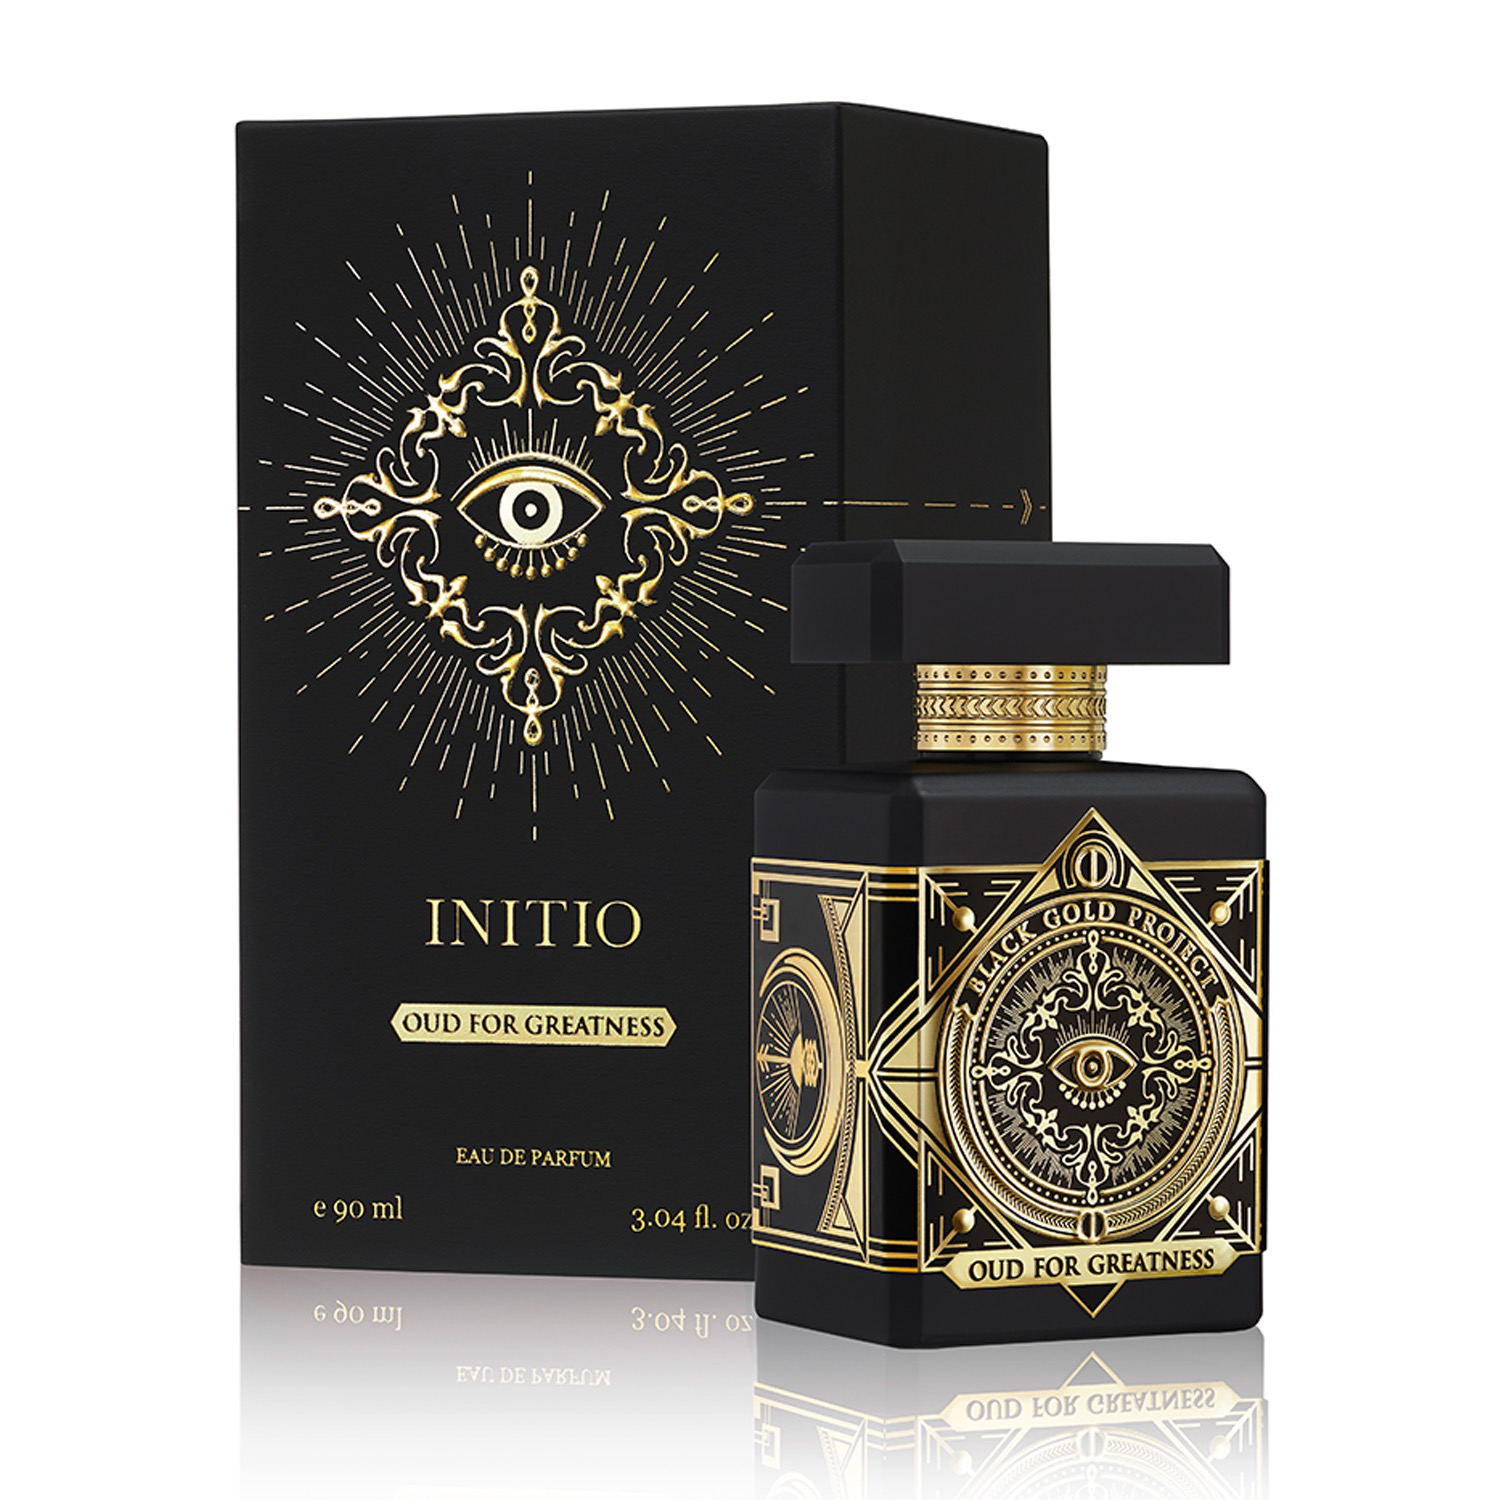 INITIO
OUD FOR GREATNESS
EAU DE PARFUM
e 90 ml 3.04 fl. oz
BLACK GOLD PROJECT
OUD FOR GREATNESS